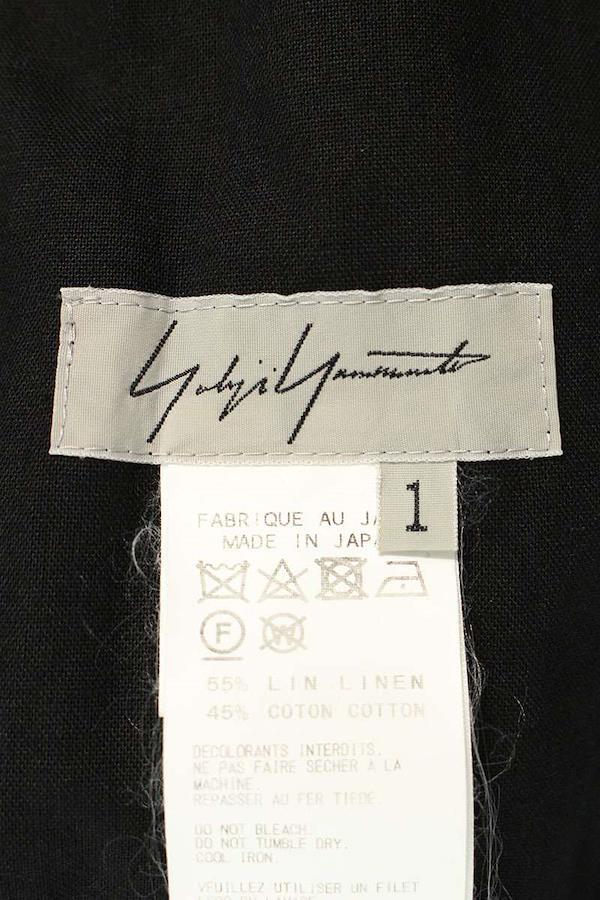 Yohji Yamamoto
1
FABRIQUE AU JA
MADE IN JAPA
F
W
55% LIN LINEN
45% COTON COTTON
DECOLORANTS INTERDITS.
NE PAS FAIRE SECHER A LA
MACHINE.
REPASSER AU FER TIEDE.
DO NOT BLEACH.
DO NOT TUMBLE DRY.
COOL IRON.
VEUILLEZ UTILISER UN FILET